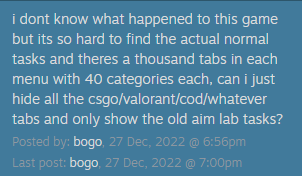 i dont know what happened to this game
but its so hard to find the actual normal
tasks and theres a thousand tabs in each
menu with 40 categories each, can i just
hide all the csgo/valorant/cod/whatever
tabs and only show the old aim lab tasks?
Posted by: bogo, 27 Dec, 2022 @ 6:56pm
Last post: bogo, 27 Dec, 2022 @ 7:00pm